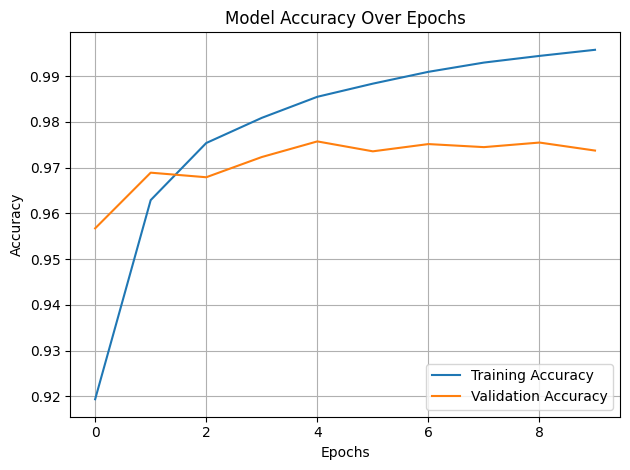 Model Accuracy Over Epochs
Accuracy
0.99
0.98
0.97
0.96
0.95
0.94
0.93
0.92
0 2 4 6 8
Epochs
Training Accuracy
Validation Accuracy